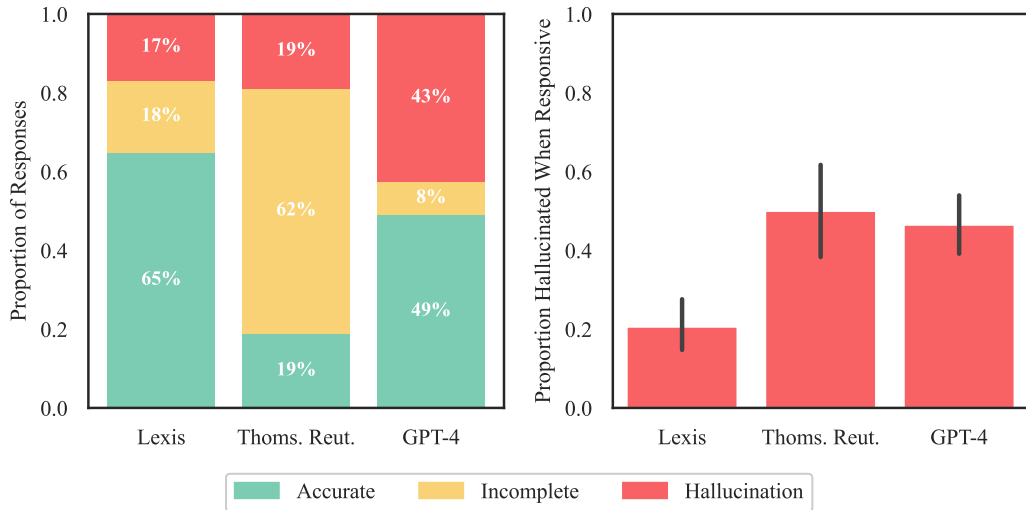 Proportion of Responses
1.0
0.8
0.6
0.4
0.2
0.0
17%
18%
65%
19%
62%
19%
43%
8%
49%
Lexis
Thoms. Reut.
GPT-4
Proportion Hallucinated When Responsive
1.0
0.8
0.6
0.4
0.2
0.0
Lexis
Thoms. Reut.
GPT-4
Accurate
Incomplete
Hallucination